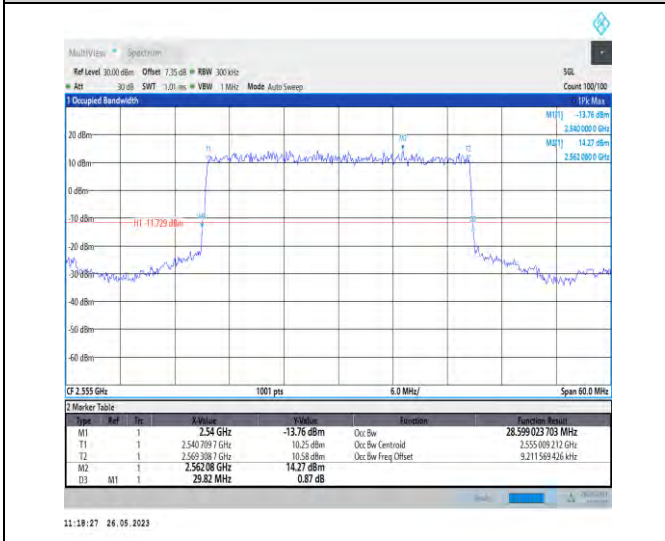 MultiView Spectrum
Ref Level 30.00 dBm Offset 7.35 dB RBW 300 kHz SGL
Att 30 dB SWT 1.01 ms VBW 1 MHz Mode Auto Sweep Count 100/100
1 Occupied Bandwidth 1Pk Max
M1[1] -13.76 dBm
2.540 000 0 GHz
M2[1] 14.27 dBm
2.562 080 0 GHz
20 dBm
T1 M2 T2
10 dBm
0 dBm
-10 dBm
H1 -11.729 dBm
-20 dBm
-30 dBm
-40 dBm
-50 dBm
-60 dBm
CF 2.555 GHz 1001 pts 6.0 MHz/ Span 60.0 MHz
2 Marker Table
Type Ref Trc X-Value Y-Value Function Function Result
M1 1 2.54 GHz -13.76 dBm Occ Bw 28.599 023 703 MHz
T1 1 2.540 709 7 GHz 10.25 dBm Occ Bw Centroid 2.555 009 212 GHz
T2 1 2.569 308 7 GHz 10.58 dBm Occ Bw Freq Offset 9.211 569 426 kHz
M2 1 2.562 08 GHz 14.27 dBm
D3 M1 1 29.82 MHz 0.87 dB
11:18:27 26.05.2023